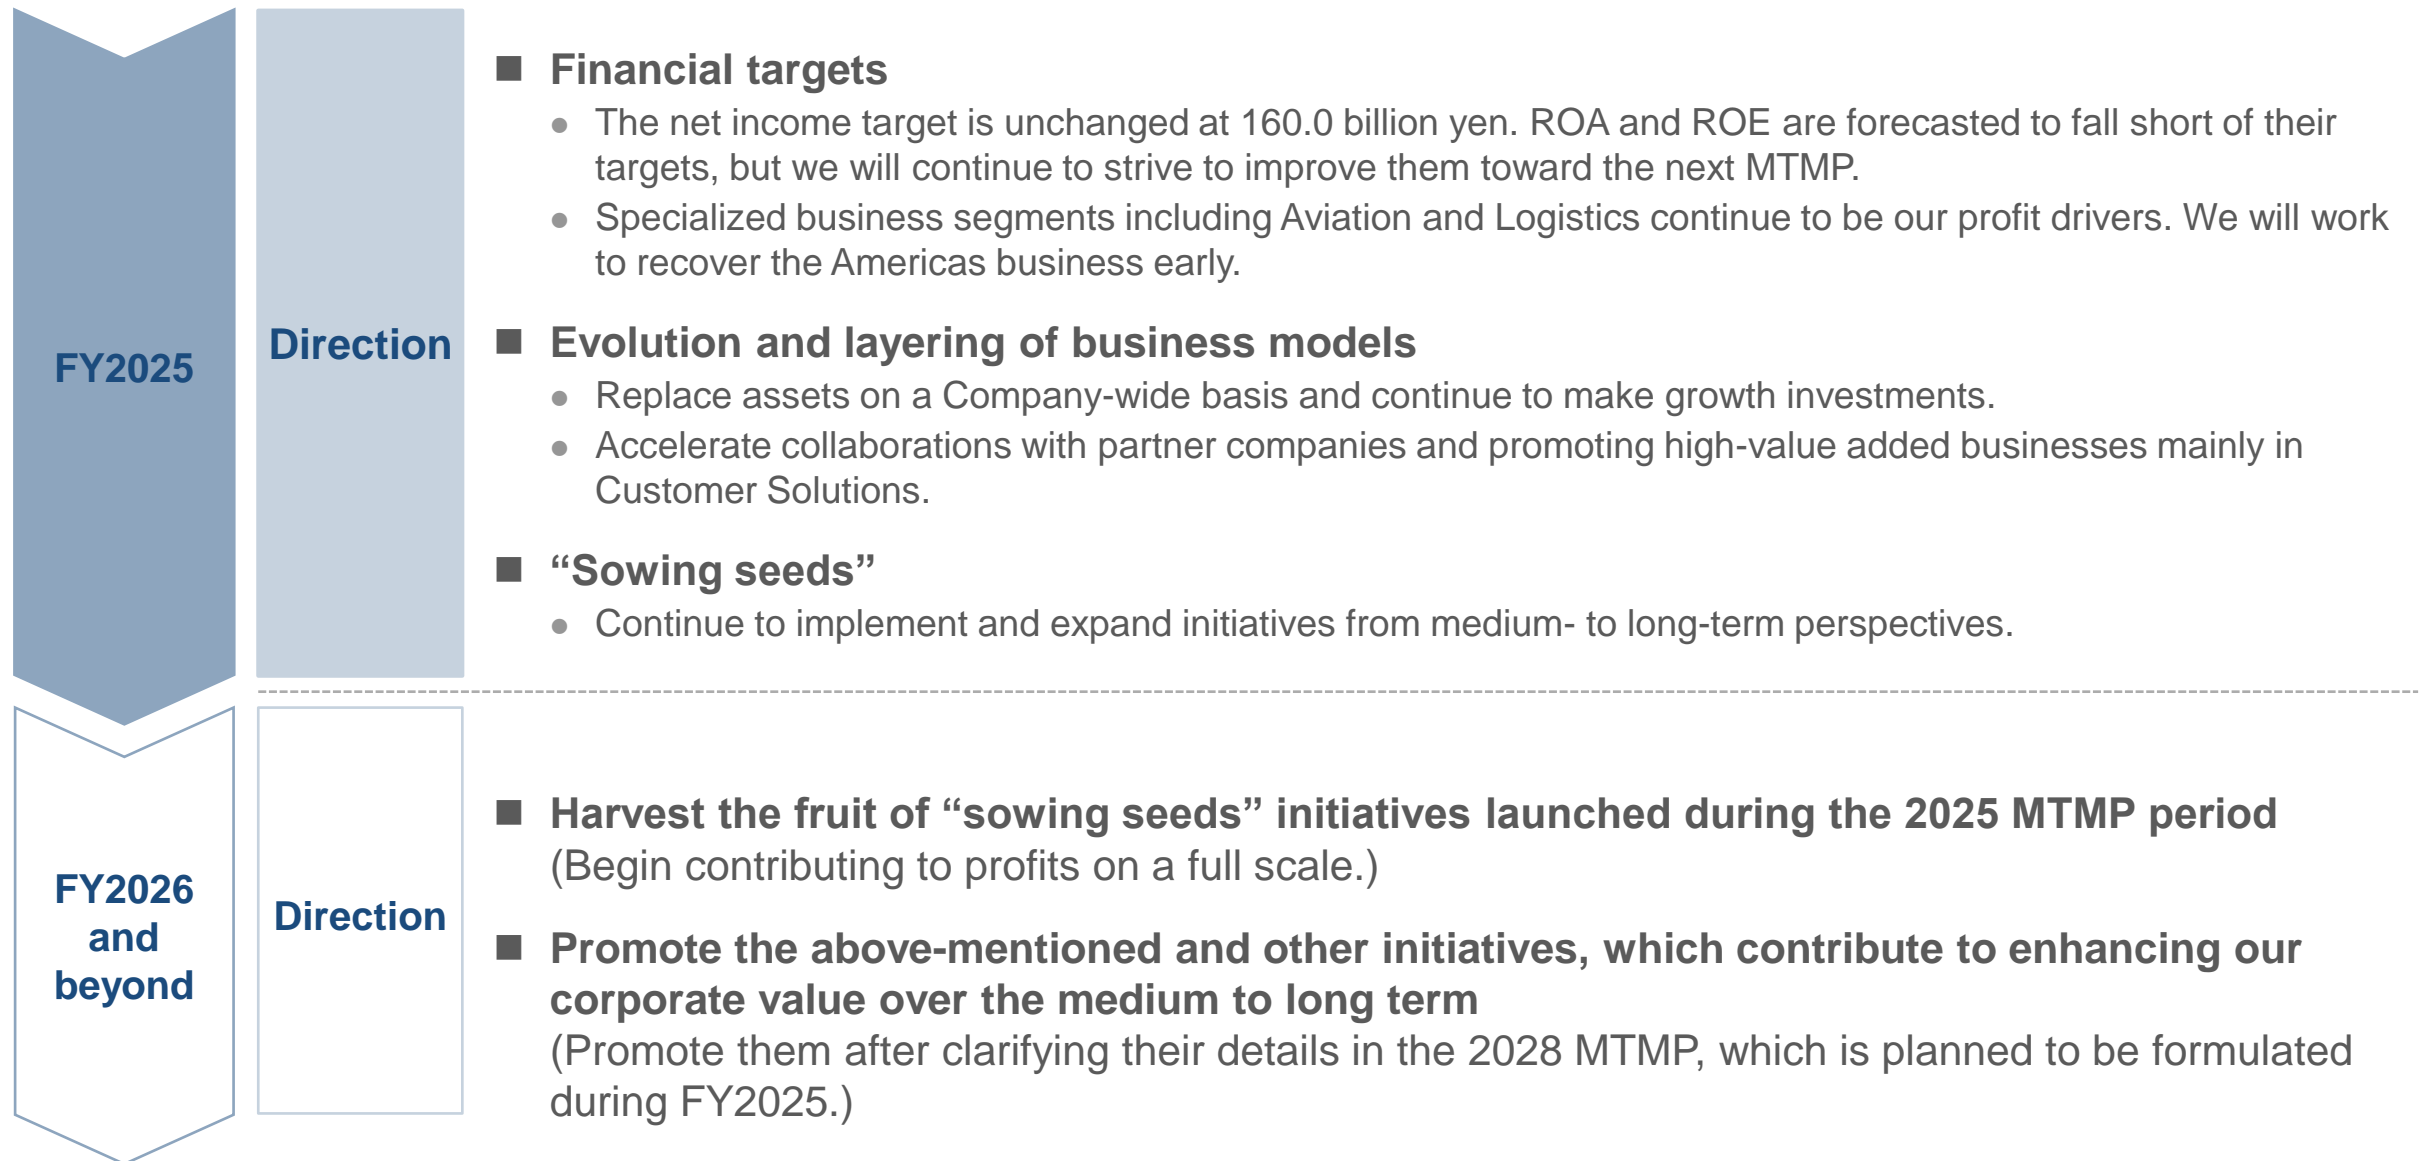 FY2025
Direction
■ Financial targets
● The net income target is unchanged at 160.0 billion yen. ROA and ROE are forecasted to fall short of their
targets, but we will continue to strive to improve them toward the next MTMP.
● Specialized business segments including Aviation and Logistics continue to be our profit drivers. We will work
to recover the Americas business early.
■ Evolution and layering of business models
● Replace assets on a Company-wide basis and continue to make growth investments.
● Accelerate collaborations with partner companies and promoting high-value added businesses mainly in
Customer Solutions.
■ “Sowing seeds”
● Continue to implement and expand initiatives from medium- to long-term perspectives.
FY2026
and
beyond
Direction
■ Harvest the fruit of “sowing seeds” initiatives launched during the 2025 MTMP period
(Begin contributing to profits on a full scale.)
■ Promote the above-mentioned and other initiatives, which contribute to enhancing our
corporate value over the medium to long term
(Promote them after clarifying their details in the 2028 MTMP, which is planned to be formulated
during FY2025.)